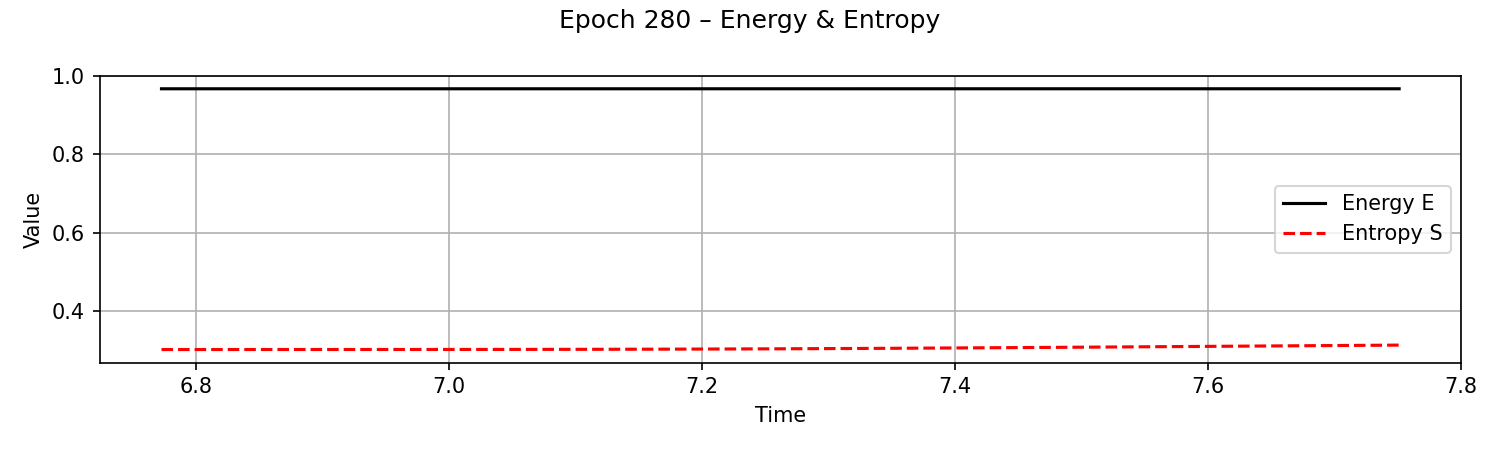 Epoch 280 – Energy & Entropy
1.0
0.8
0.6
0.4
Value
Energy E
Entropy S
6.8 7.0 7.2 7.4 7.6 7.8
Time